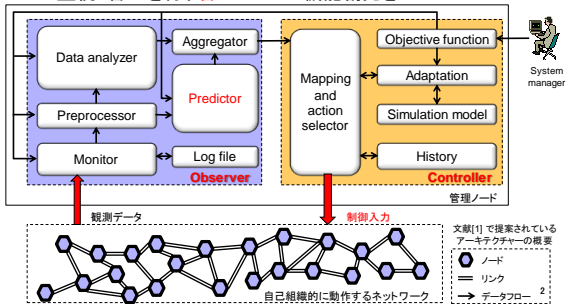 Data analyzer
Aggregator
Predictor
Preprocessor
Monitor
Log file
Observer
Mapping
and
action
selector
Objective function
Adaptation
Simulation model
History
Controller
System
manager
管理ノード
観測データ
制御入力
文献[1] で提案されている
アーキテクチャーの概要
ノード
リンク
データフロー
2
自己組織的に動作するネットワーク